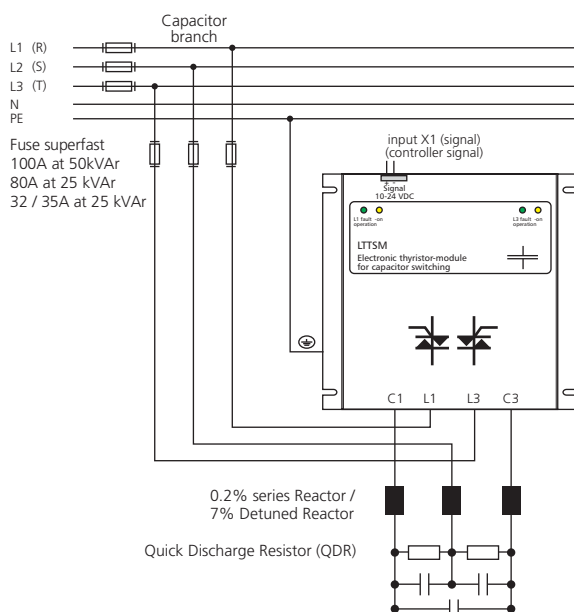 Capacitor
branch
L1 (R)
L2 (S)
L3 (T)
N
PE
Fuse superfast
100A at 50kVAr
80A at 25 kVAr
32 / 35A at 25 kVAr
input X1 (signal)
(controller signal)
+ -
Signal
10-24 VDC
L1 fault -on
operation
L3 fault -on
operation
LTTSM
Electronic thyristor-module
for capacitor switching
C1 L1 L3 C3
0.2% series Reactor /
7% Detuned Reactor
Quick Discharge Resistor (QDR)